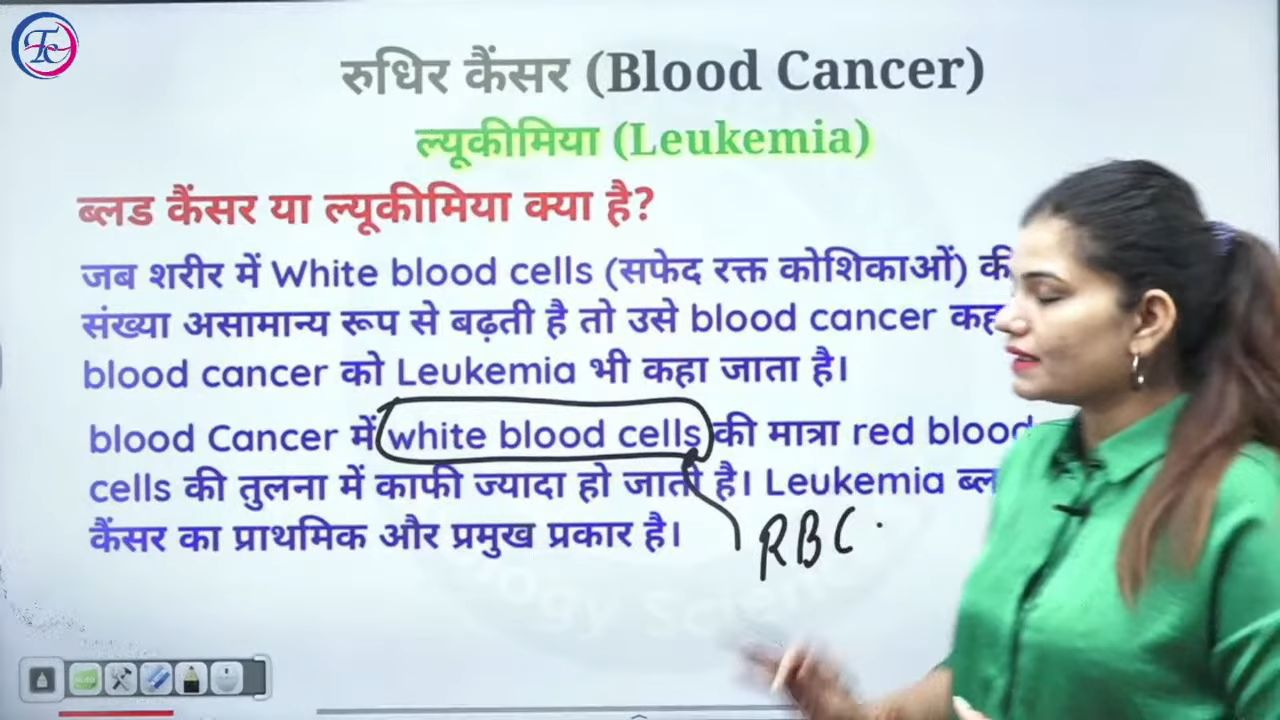 रुधिर कैंसर (Blood Cancer)
ल्यूकीमिया (Leukemia)
ब्लड कैंसर या ल्यूकीमिया क्या है?
जब शरीर में White blood cells (सफेद रक्त कोशिकाओं) की
संख्या असामान्य रूप से बढ़ती है तो उसे blood cancer
blood cancer को Leukemia भी कहा जाता है।
blood Cancer में white blood cells की मात्रा red blood
cells की तुलना में काफी ज्यादा हो जाती है। Leukemia
कैंसर का प्राथमिक और प्रमुख प्रकार है।
RBC